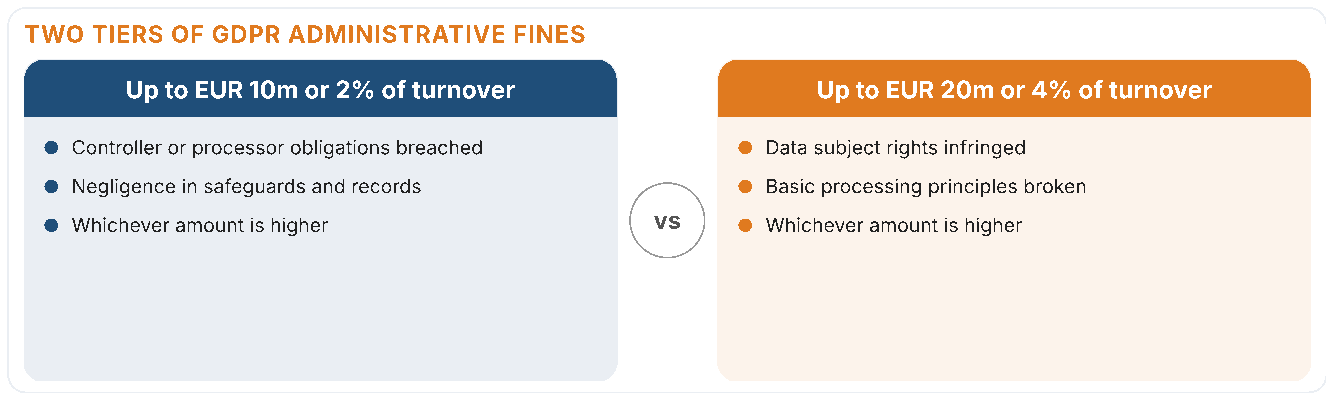 TWO TIERS OF GDPR ADMINISTRATIVE FINES
Up to EUR 10m or 2% of turnover
Controller or processor obligations breached
Negligence in safeguards and records
Whichever amount is higher
vs
Up to EUR 20m or 4% of turnover
Data subject rights infringed
Basic processing principles broken
Whichever amount is higher